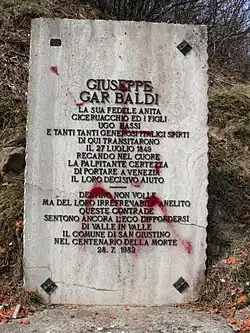 GIUSEPPE
GARIBALDI
LA SUA FEDELE ANITA
CICERUACCHIO ED I FIGLI
UGO BASSI
E TANTI TANTI GENEROSI ITALICI SPIRTI
DI QUI TRANSITARONO
IL 27 LUGLIO 1849
RECANDO NEL CUORE
LA PALPITANTE CERTEZZA
DI PORTARE A VENEZIA
IL LORO DECISIVO AIUTO
DESTINO NON VOLLE
MA DEL LORO IRREFRENABILE ANELITO
QUESTE CONTRADE
SENTONO ANCORA L'ECO DIFFONDERSI
DI VALLE IN VALLE
IL COMUNE DI SAN GIUSTINO
NEL CENTENARIO DELLA MORTE
28. 7. 1982